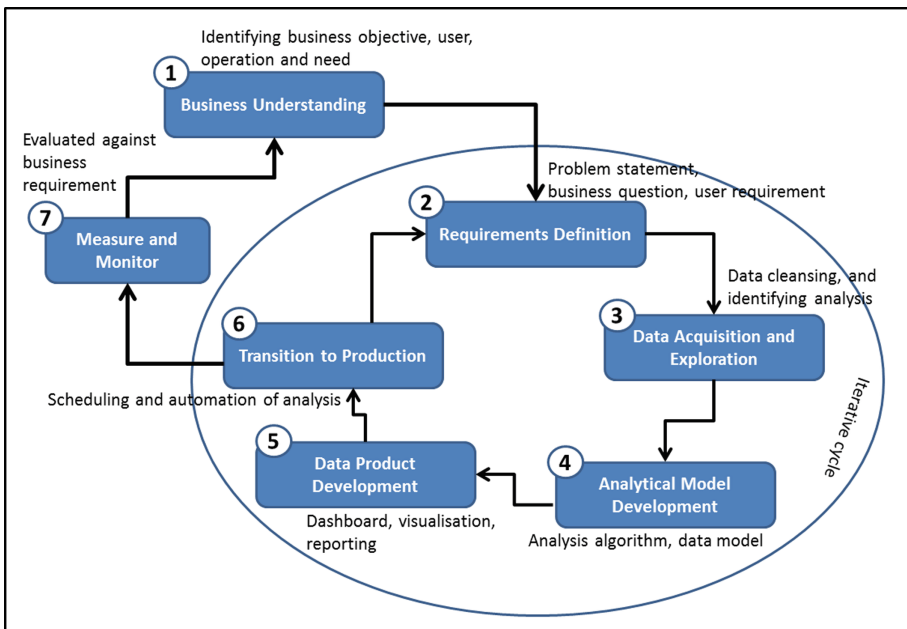 Identifying business objective, user,
operation and need
1
Business Understanding
Evaluated against
business
requirement
Problem statement,
business question, user requirement
2
Requirements Definition
7
Measure and
Monitor
Data cleansing, and
identifying analysis
3
Data Acquisition and
Exploration
6
Transition to Production
Iterative cycle
Scheduling and automation of analysis
5
Data Product
Development
4
Analytical Model
Development
Dashboard, visualisation,
reporting
Analysis algorithm, data model